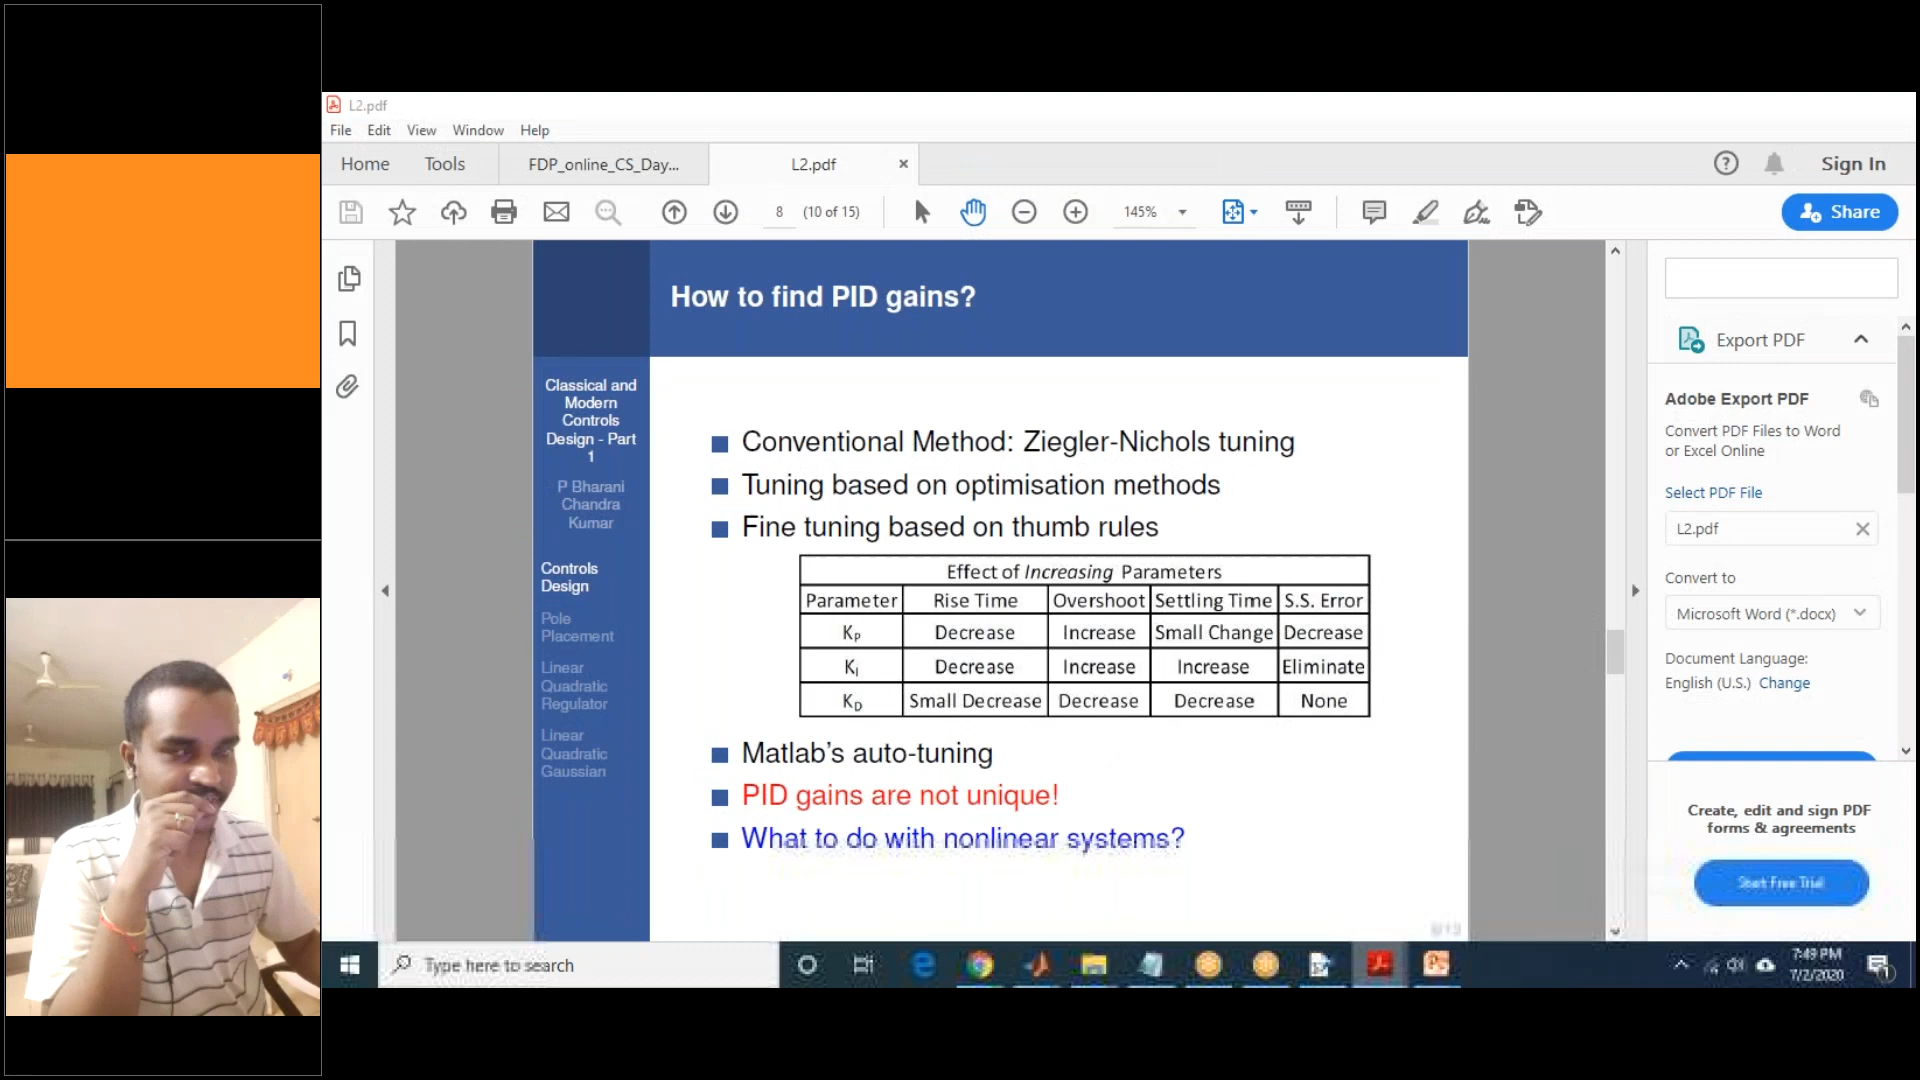 L2.pdf
File Edit View Window Help
Home Tools FDP_online_CS_Day... L2.pdf Sign In
8 (10 of 15) 145% Share
How to find PID gains?
Classical and
Modern
Controls
Design - Part
1
P Bharani
Chandra
Kumar
Controls
Design
Pole
Placement
Linear
Quadratic
Regulator
Linear
Quadratic
Gaussian
Conventional Method: Ziegler-Nichols tuning
Tuning based on optimisation methods
Fine tuning based on thumb rules
Effect of Increasing Parameters
Parameter Rise Time Overshoot Settling Time S.S. Error
KP Decrease Increase Small Change Decrease
KI Decrease Increase Increase Eliminate
KD Small Decrease Decrease Decrease None
Matlab's auto-tuning
PID gains are not unique!
What to do with nonlinear systems?
Export PDF
Adobe Export PDF
Convert PDF Files to Word
or Excel Online
Select PDF File
L2.pdf
Convert to
Microsoft Word (*.docx)
Document Language:
English (U.S.) Change
Create, edit and sign PDF
forms & agreements
Start Free Trial
Type here to search
7:49 PM
7/2/2020